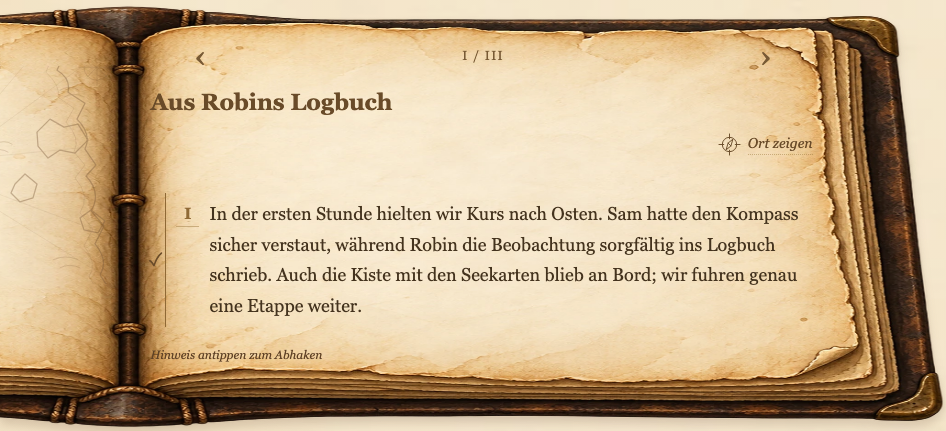 I / III
Aus Robins Logbuch
Ort zeigen
I In der ersten Stunde hielten wir Kurs nach Osten. Sam hatte den Kompass
sicher verstaut, während Robin die Beobachtung sorgfältig ins Logbuch
schrieb. Auch die Kiste mit den Seekarten blieb an Bord; wir fuhren genau
eine Etappe weiter.
Hinweis antippen zum Abhaken